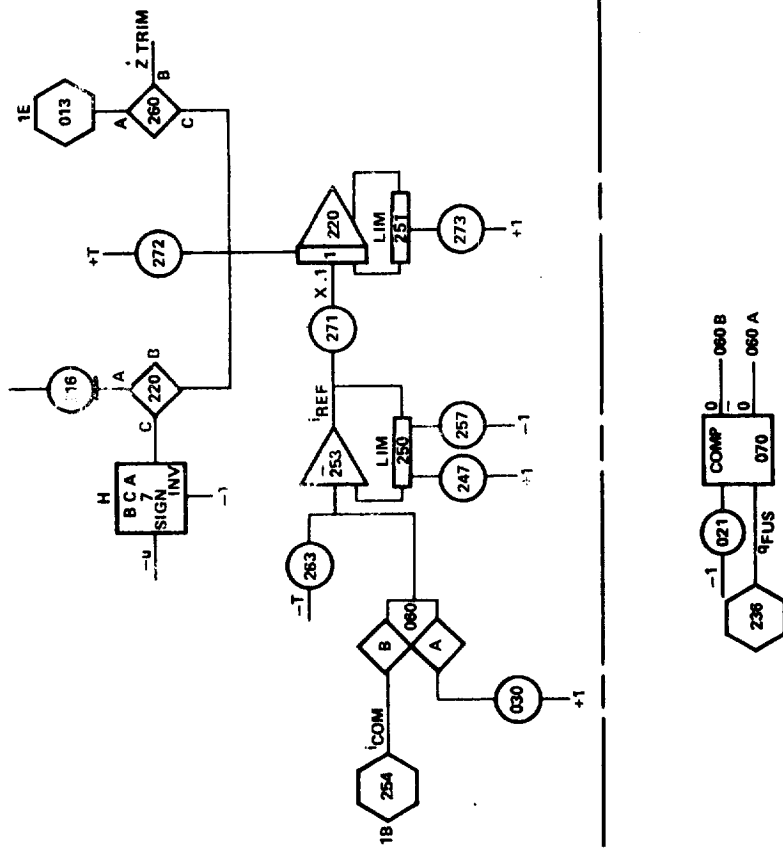 1E
013
A
Ż TRIM
260
B
C
+T
272
16
A
220
B
C
H
B C A
7
SIGN
INV
-u
-1
220
1
X .1
LIM
251
273
+1
271
iREF
253
-
LIM
250
257
-1
247
+1
-T
263
B
060
A
iCOM
254
1B
030
+1
COMP
070
0
-
0
060 B
060 A
021
-1
qFUS
236